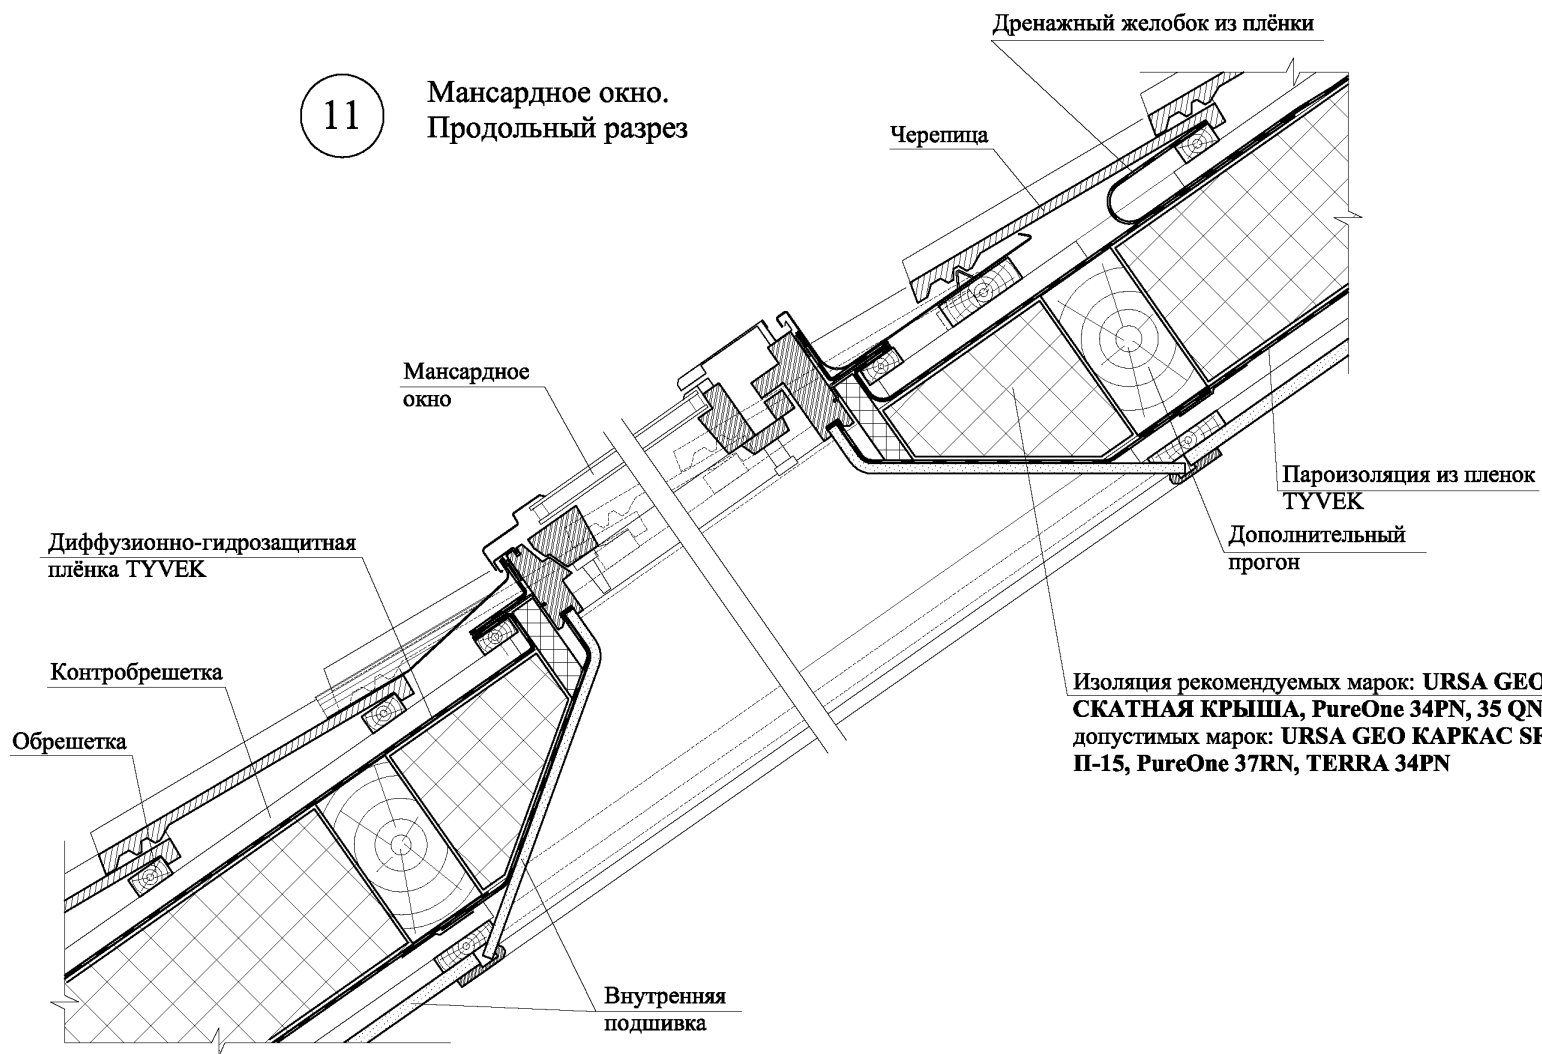 Дренажный желобок из плёнки
11
Мансардное окно.
Продольный разрез
Черепица
Мансардное
окно
Пароизоляция из пленок
TYVEK
Дополнительный
прогон
Диффузионно-гидрозащитная
плёнка TYVEK
Контробрешетка
Изоляция рекомендуемых марок: URSA GEO
СКАТНАЯ КРЫША, PureOne 34PN, 35 QN
допустимых марок: URSA GEO КАРКАС
П-15, PureOne 37RN, TERRA 34PN
Обрешетка
Внутренняя
подшивка